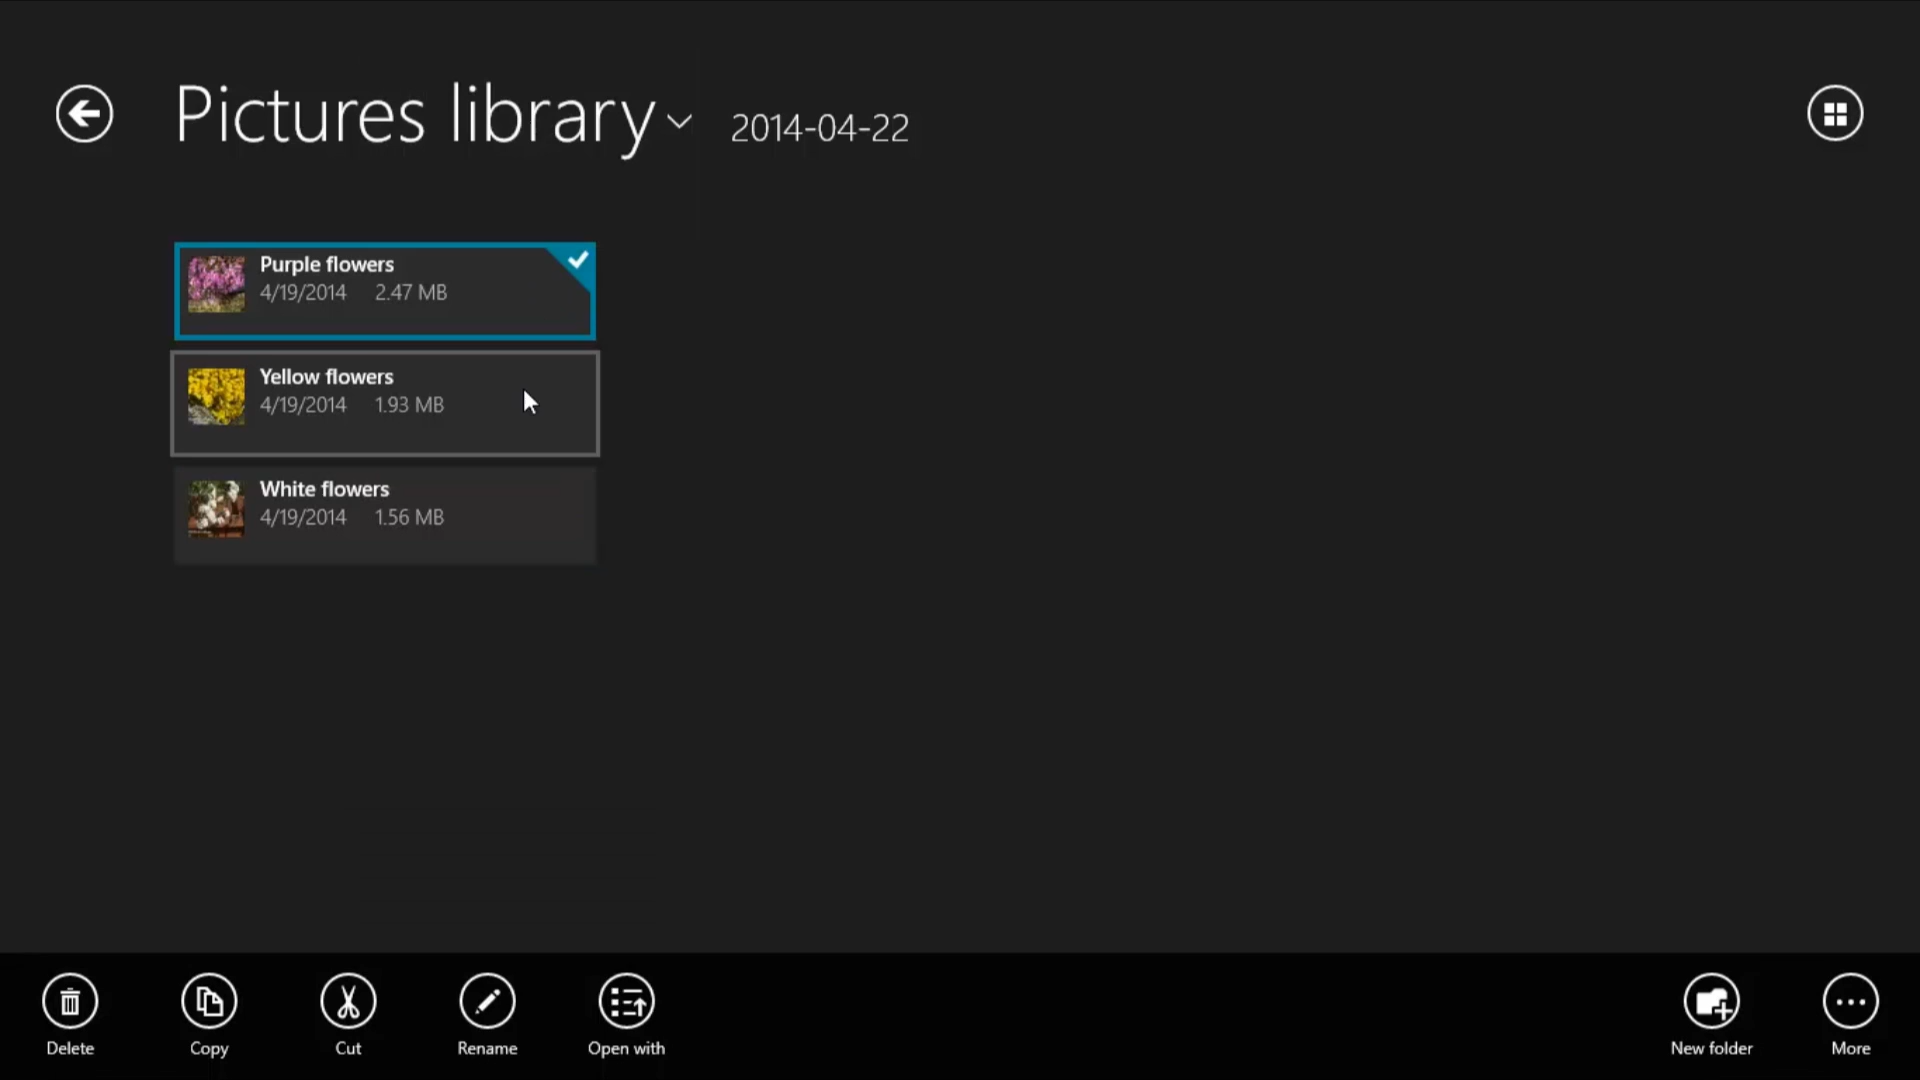 Pictures library 2014-04-22
Purple flowers
4/19/2014 2.47 MB
Yellow flowers
4/19/2014 1.93 MB
White flowers
4/19/2014 1.56 MB
Delete Copy Cut Rename Open with New folder More